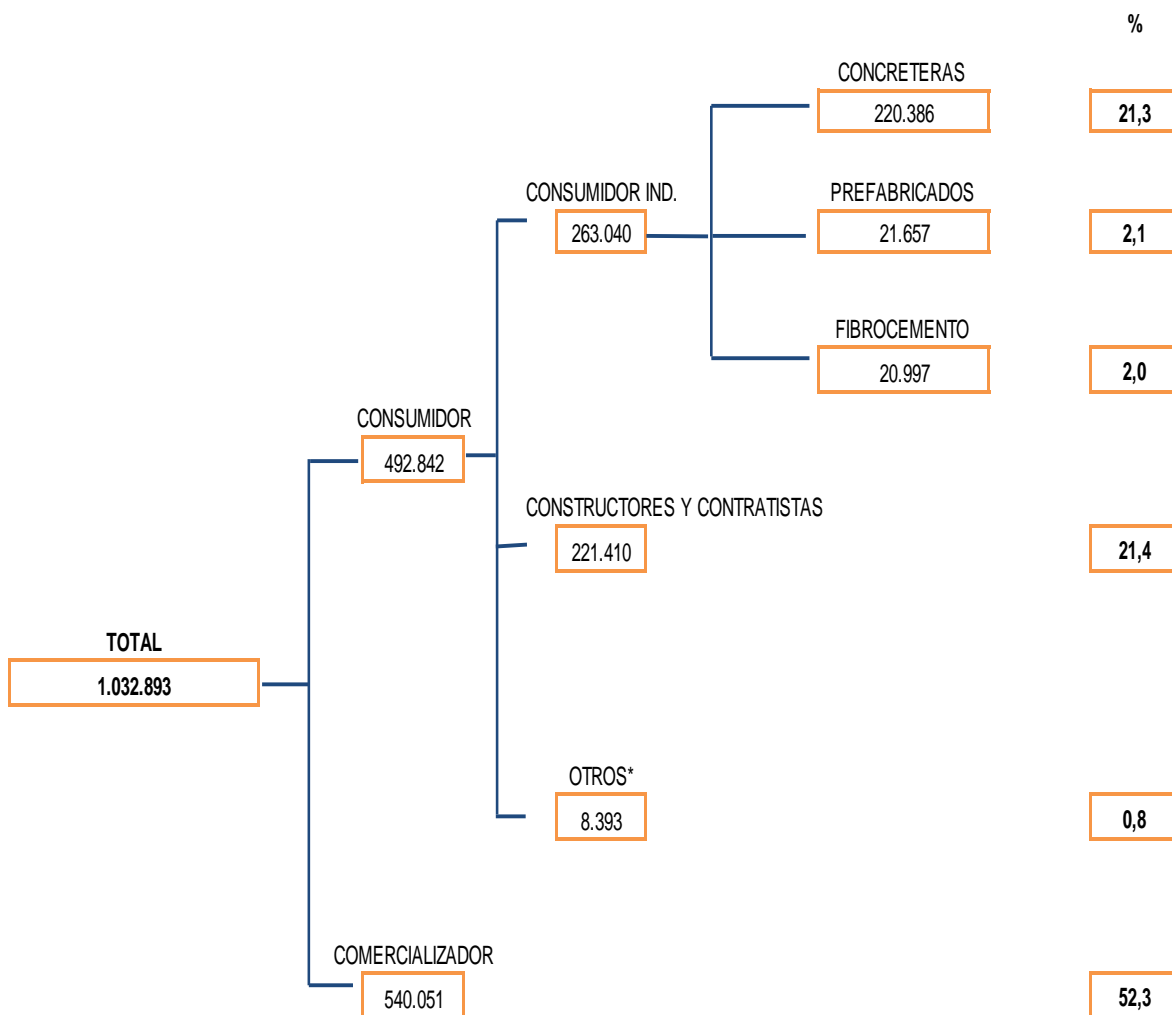 %
CONCRETERAS
220.386
21,3
CONSUMIDOR IND.
263.040
PREFABRICADOS
21.657
2,1
FIBROCEMENTO
20.997
2,0
CONSUMIDOR
492.842
CONSTRUCTORES Y CONTRATISTAS
221.410
21,4
TOTAL
1.032.893
OTROS*
8.393
0,8
COMERCIALIZADOR
540.051
52,3